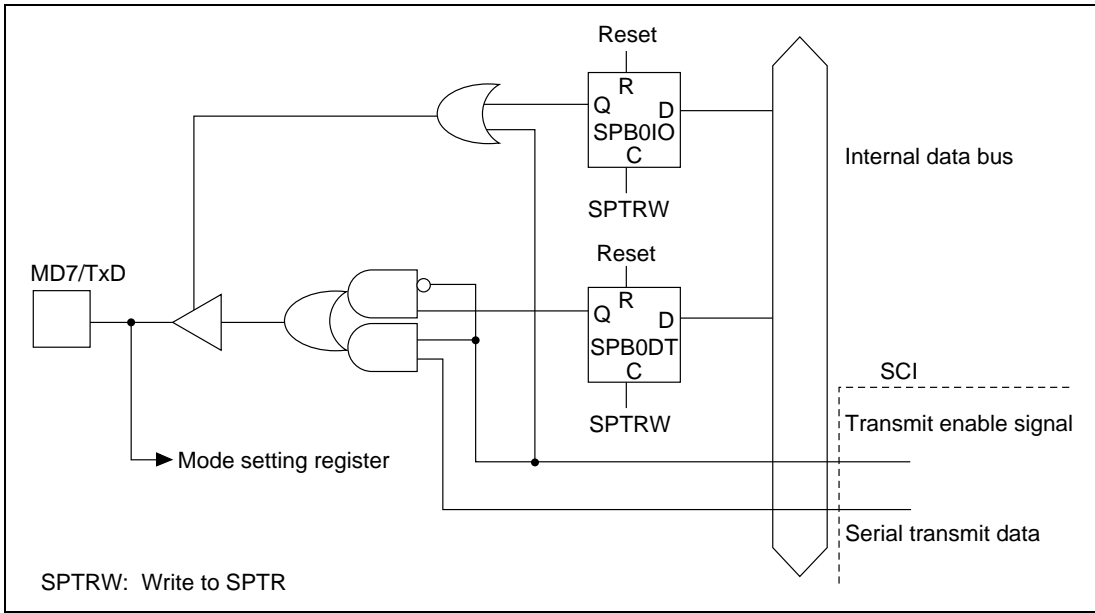 Reset
R
Q
D
SPB0IO
C
SPTRW
Internal data bus
Reset
MD7/TxD
R
Q
D
SPB0DT
C
SPTRW
SCI
Transmit enable signal
Mode setting register
Serial transmit data
SPTRW: Write to SPTR